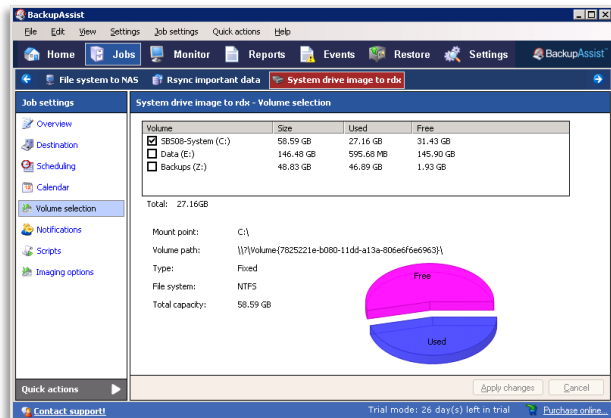 BackupAssist
File Edit View Settings Job settings Quick actions Help
Home Jobs Monitor Reports Events Restore Settings BackupAssist
File system to NAS Rsync important data System drive image to rdx
Job settings
System drive image to rdx - Volume selection
Overview
Destination
Scheduling
Calendar
Volume selection
Notifications
Scripts
Imaging options
Volume Size Used Free
SBS08-System (C:) 58.59 GB 27.16 GB 31.43 GB
Data (E:) 146.48 GB 595.68 MB 145.90 GB
Backups (Z:) 48.83 GB 46.89 GB 1.93 GB
Total: 27.16GB
Mount point: C:\
Volume path: \\?\Volume{7825221e-b080-11dd-a13a-806e6f6e6963}\
Type: Fixed
File system: NTFS
Total capacity: 58.59 GB
Free
Used
Quick actions
Apply changes Cancel
Contact support!
Trial mode: 26 day(s) left in trial Purchase online...